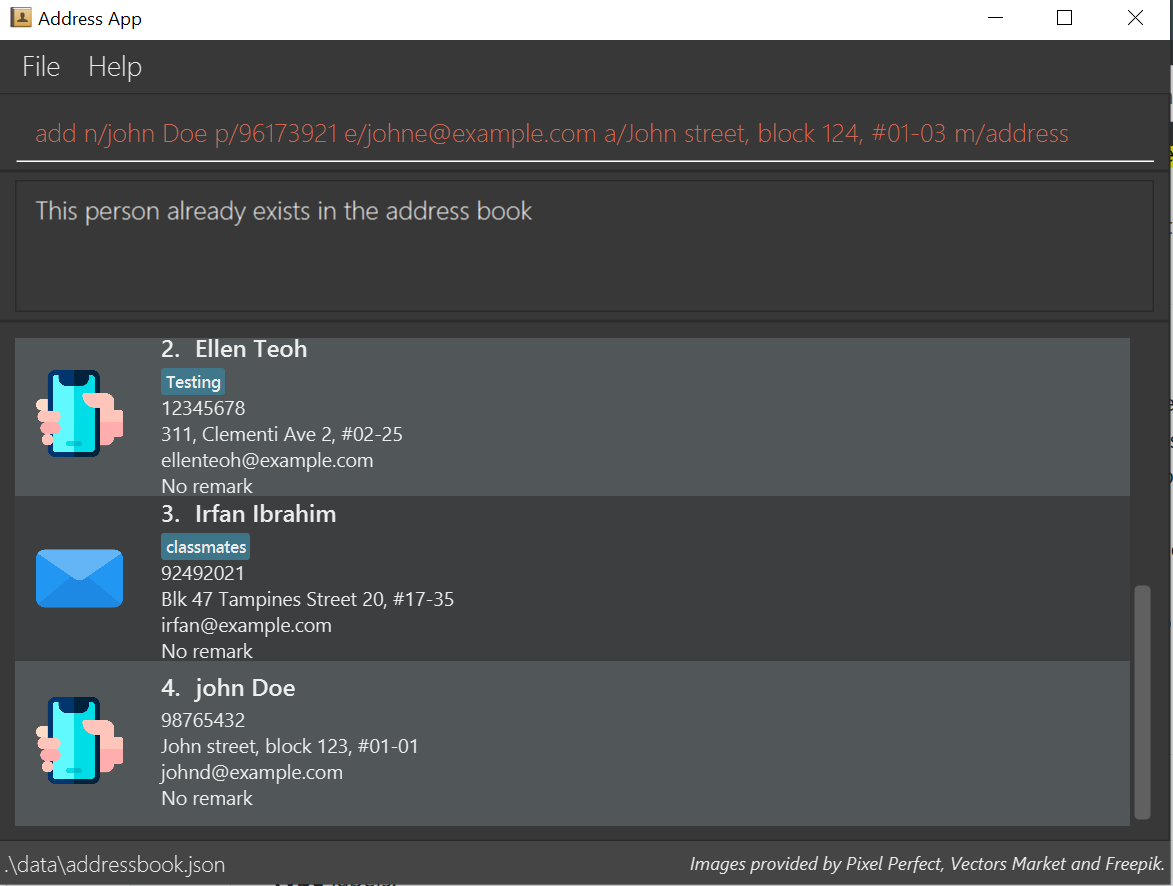 Address App
File Help
add n/john Doe p/96173921 e/johne@example.com a/John street, block 124, #01-03 m/address
This person already exists in the address book
2. Ellen Teoh
Testing
12345678
311, Clementi Ave 2, #02-25
ellenteoh@example.com
No remark
3. Irfan Ibrahim
classmates
92492021
Blk 47 Tampines Street 20, #17-35
irfan@example.com
No remark
4. john Doe
98765432
John street, block 123, #01-01
johnd@example.com
No remark
.\data\addressbook.json
Images provided by Pixel Perfect, Vectors Market and Freepik.